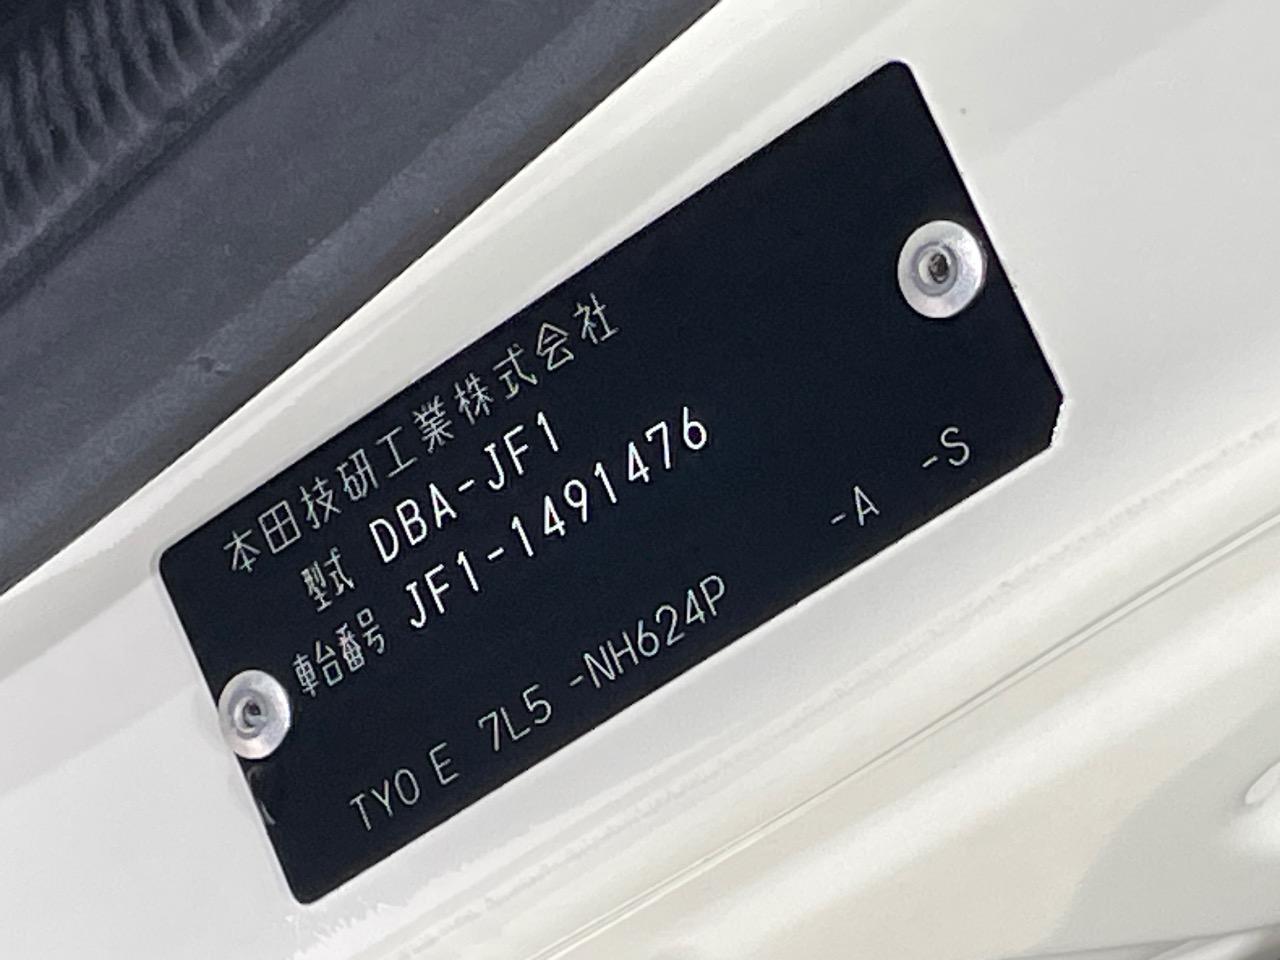 本田技研工業株式会社
型式 DBA-JF1
車台番号 JF1-1491476
TY0 E 7L5 -NH624P -A -S